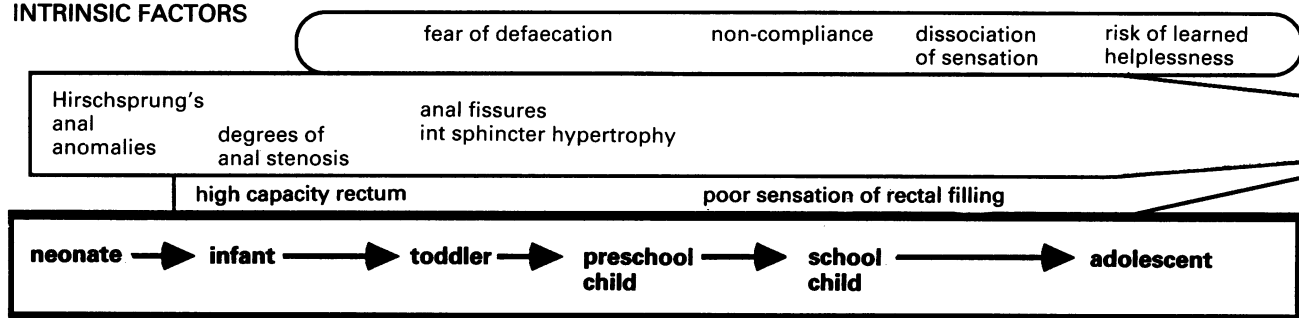 INTRINSIC FACTORS
fear of defaecation
non-compliance
dissociation
of sensation
risk of learned
helplessness
Hirschsprung's
anal
anomalies
degrees of
anal stenosis
anal fissures
int sphincter hypertrophy
high capacity rectum
poor sensation of rectal filling
neonate
infant
toddler
preschool
child
school
child
adolescent